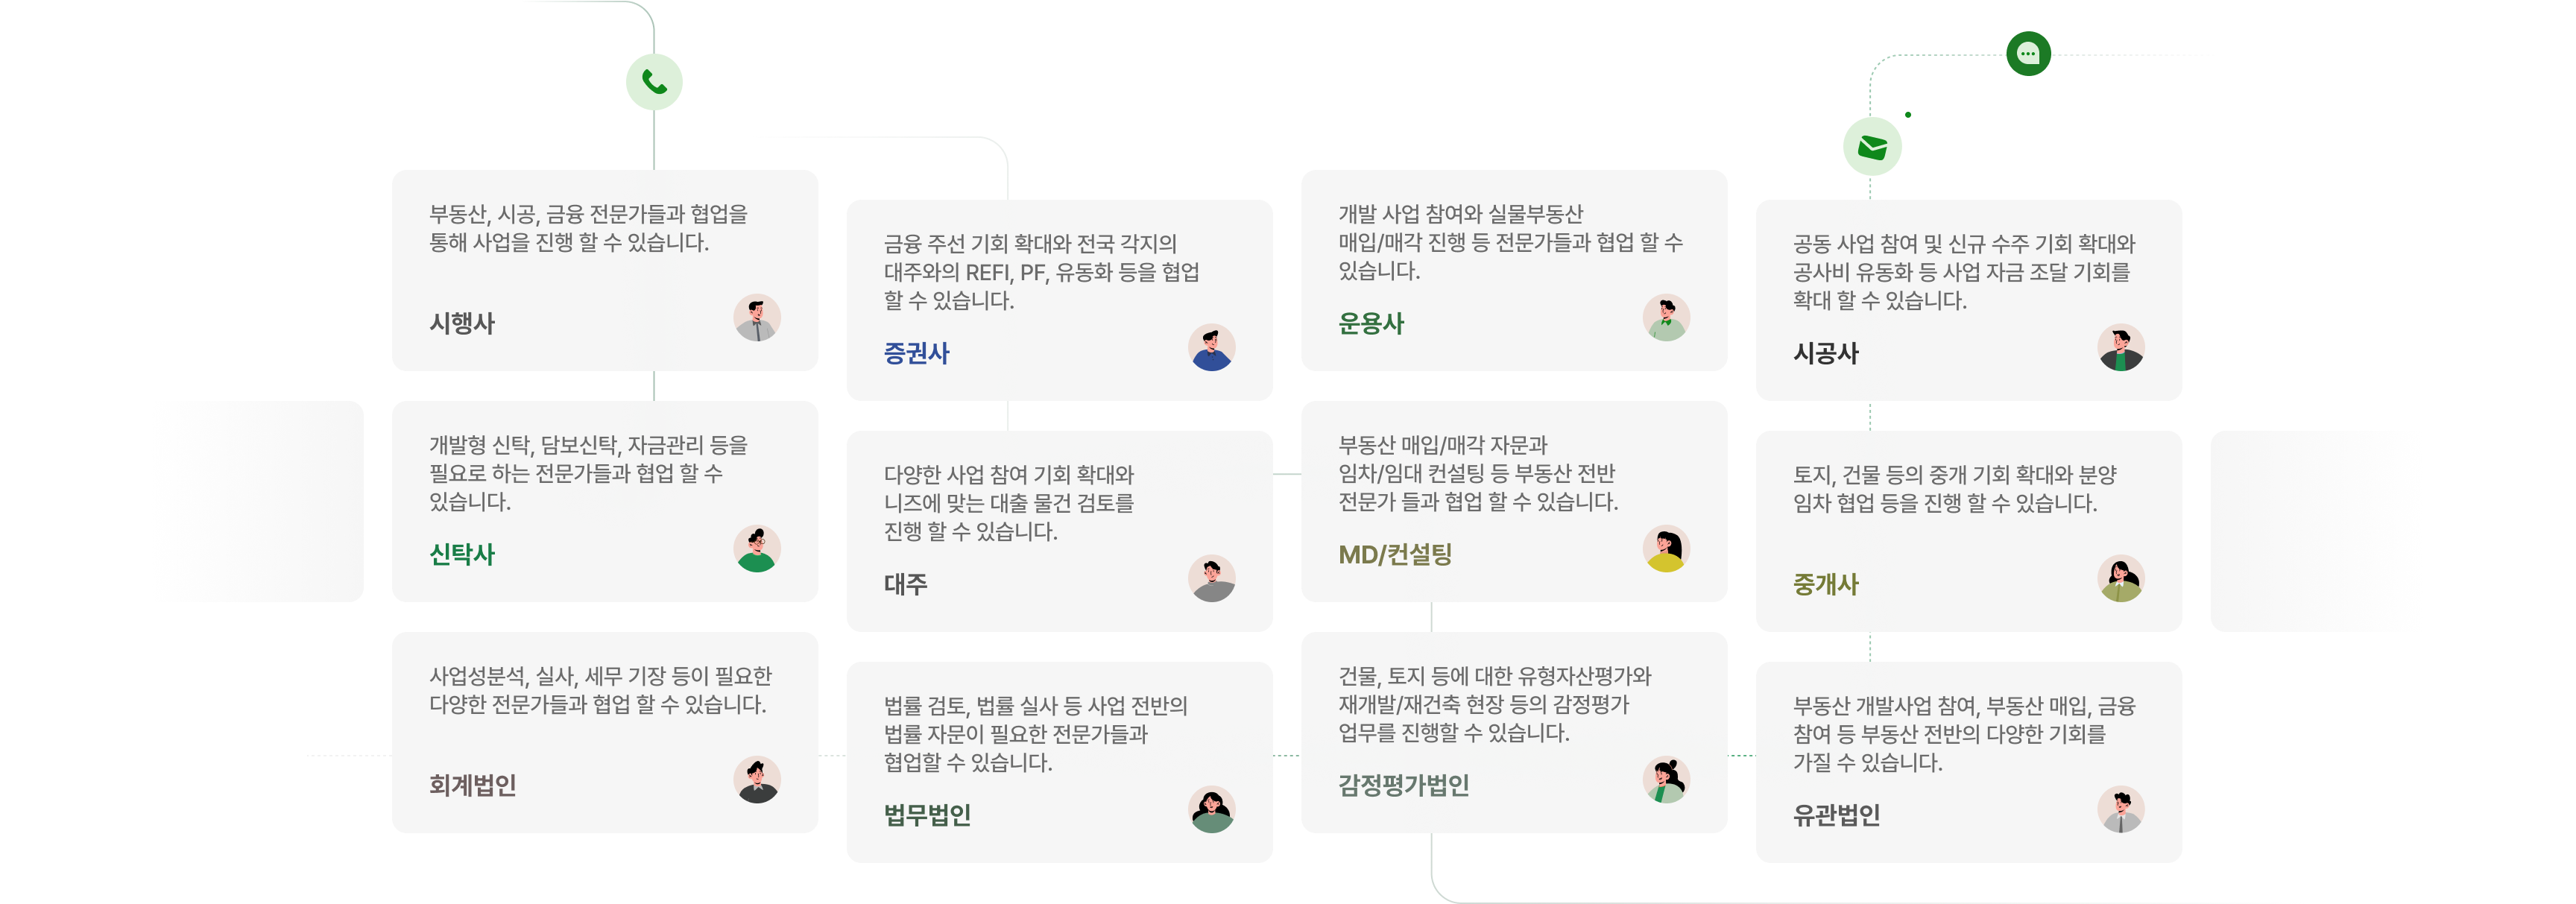 부동산, 시공, 금융 전문가들과 협업을
통해 사업을 진행 할 수 있습니다.
시행사
금융 주선 기회 확대와 전국 각지의
대주와의 REFI, PF, 유동화 등을 협업
할 수 있습니다.
증권사
개발 사업 참여와 실물부동산
매입/매각 진행 등 전문가들과 협업 할 수
있습니다.
운용사
공동 사업 참여 및 신규 수주 기회 확대와
공사비 유동화 등 사업 자금 조달 기회를
확대 할 수 있습니다.
시공사
개발형 신탁, 담보신탁, 자금관리 등을
필요로 하는 전문가들과 협업 할 수
있습니다.
신탁사
다양한 사업 참여 기회 확대와
니즈에 맞는 대출 물건 검토를
진행 할 수 있습니다.
대주
부동산 매입/매각 자문과
임차/임대 컨설팅 등 부동산 전반
전문가 들과 협업 할 수 있습니다.
MD/컨설팅
토지, 건물 등의 중개 기회 확대와 분양
임차 협업 등을 진행 할 수 있습니다.
중개사
사업성분석, 실사, 세무 기장 등이 필요한
다양한 전문가들과 협업 할 수 있습니다.
회계법인
법률 검토, 법률 실사 등 사업 전반의
법률 자문이 필요한 전문가들과
협업할 수 있습니다.
법무법인
건물, 토지 등에 대한 유형자산평가와
재개발/재건축 현장 등의 감정평가
업무를 진행할 수 있습니다.
감정평가법인
부동산 개발사업 참여, 부동산 매입, 금융
참여 등 부동산 전반의 다양한 기회를
가질 수 있습니다.
유관법인